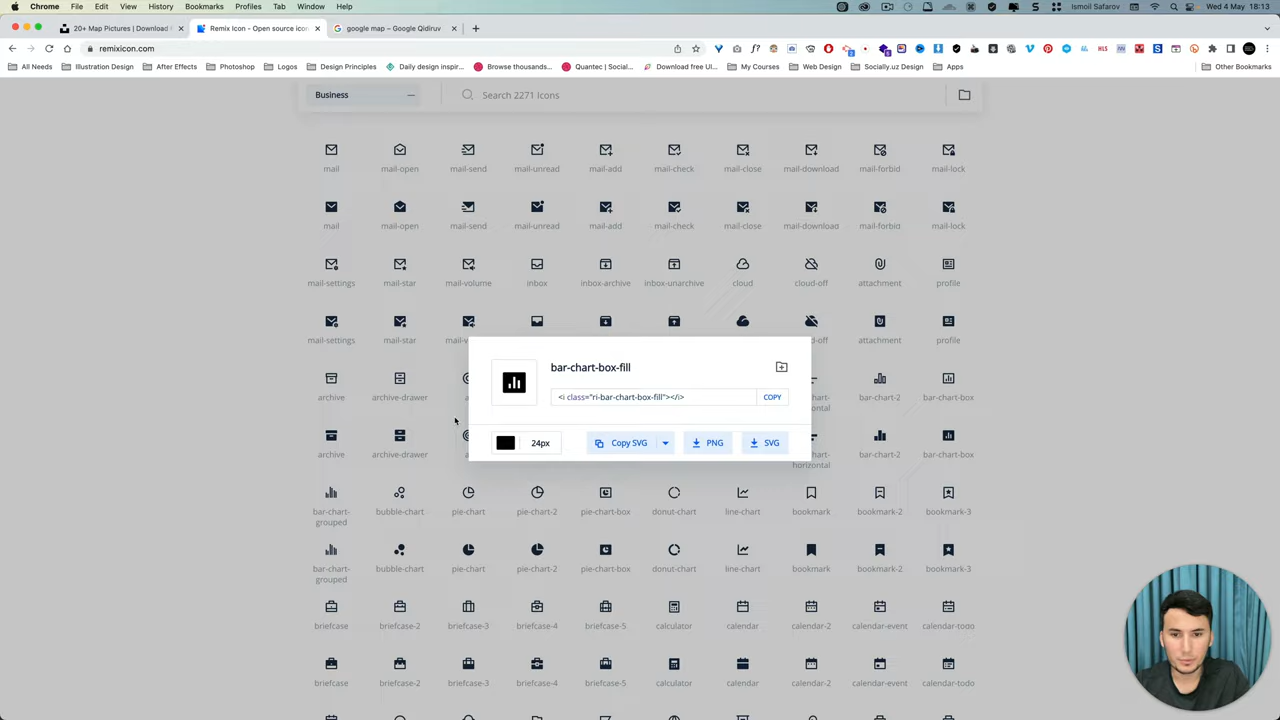 Chrome File Edit View History Bookmarks Profiles Tab Window Help Ismoil Safarov Wed 4 May 18:13
20+ Map Pictures | Download F Remix Icon - Open source icon google map – Google Qidiruv
remixicon.com
All Needs Illustration Design After Effects Photoshop Logos Design Principles Daily design inspir... Browse thousands... Quantec | Social... Download free UI... My Courses Web Design Socially.uz Design Apps Other Bookmarks
Business Search 2271 Icons
mail mail-open mail-send mail-unread mail-add mail-check mail-close mail-download mail-forbid mail-lock
mail mail-open mail-send mail-unread mail-add mail-check mail-close mail-download mail-forbid mail-lock
mail-settings mail-star mail-volume inbox inbox-archive inbox-unarchive cloud cloud-off attachment profile
mail-settings mail-star attachment profile
bar-chart-box-fill
<i class="ri-bar-chart-box-fill"></i> COPY
archive archive-drawer bar-chart-2 bar-chart-box
24px Copy SVG PNG SVG
archive archive-drawer bar-chart-2 bar-chart-box
horizontal
bar-chart-grouped bubble-chart pie-chart pie-chart-2 pie-chart-box donut-chart line-chart bookmark bookmark-2 bookmark-3
bar-chart-grouped bubble-chart pie-chart pie-chart-2 pie-chart-box donut-chart line-chart bookmark bookmark-2 bookmark-3
briefcase briefcase-2 briefcase-3 briefcase-4 briefcase-5 calculator calendar calendar-2 calendar-event calendar-todo
briefcase briefcase-2 briefcase-3 briefcase-4 briefcase-5 calculator calendar calendar-2 calendar-event calendar-todo